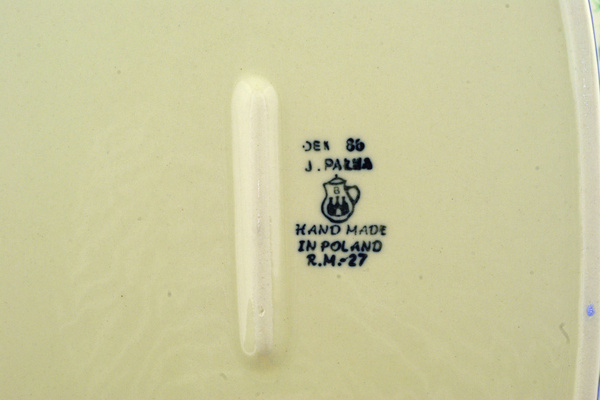 DEK 86
J. PALKA
B
HAND MADE
IN POLAND
R.M.-27